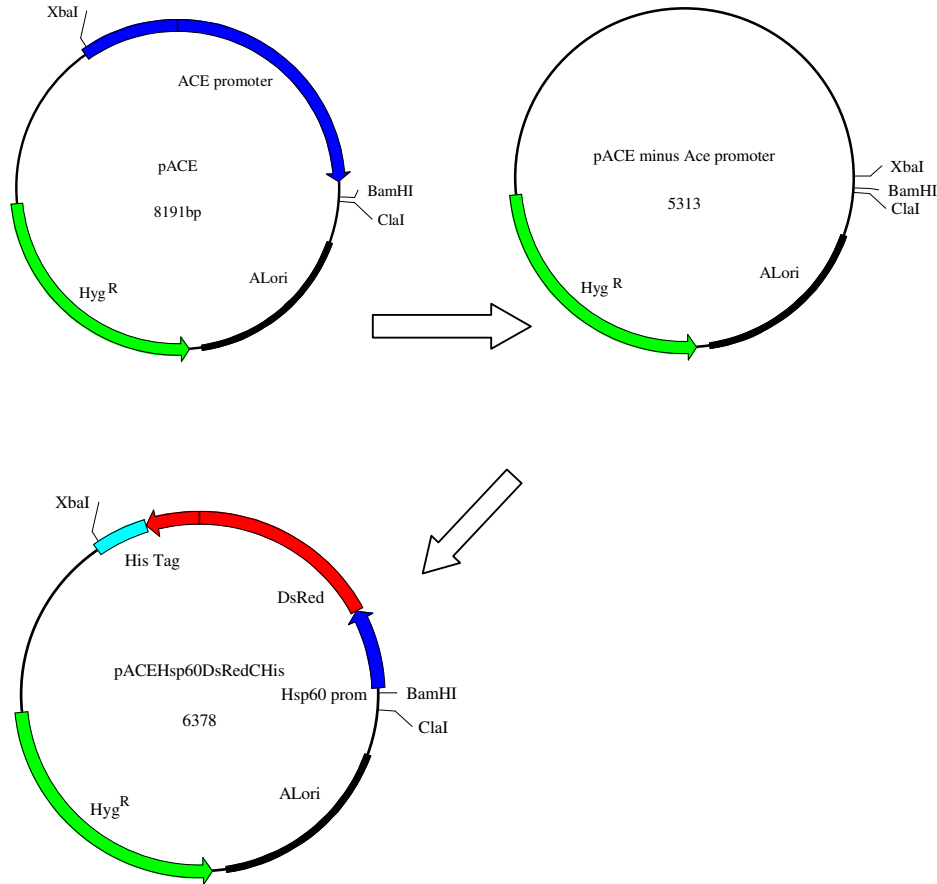 XbaI
ACE promoter
pACE
8191bp
BamHI
ClaI
ALori
Hyg R
pACE minus Ace promoter
5313
XbaI
BamHI
ClaI
ALori
Hyg R
XbaI
His Tag
DsRed
pACEHsp60DsRedCHis
6378
Hsp60 prom
BamHI
ClaI
ALori
HygR